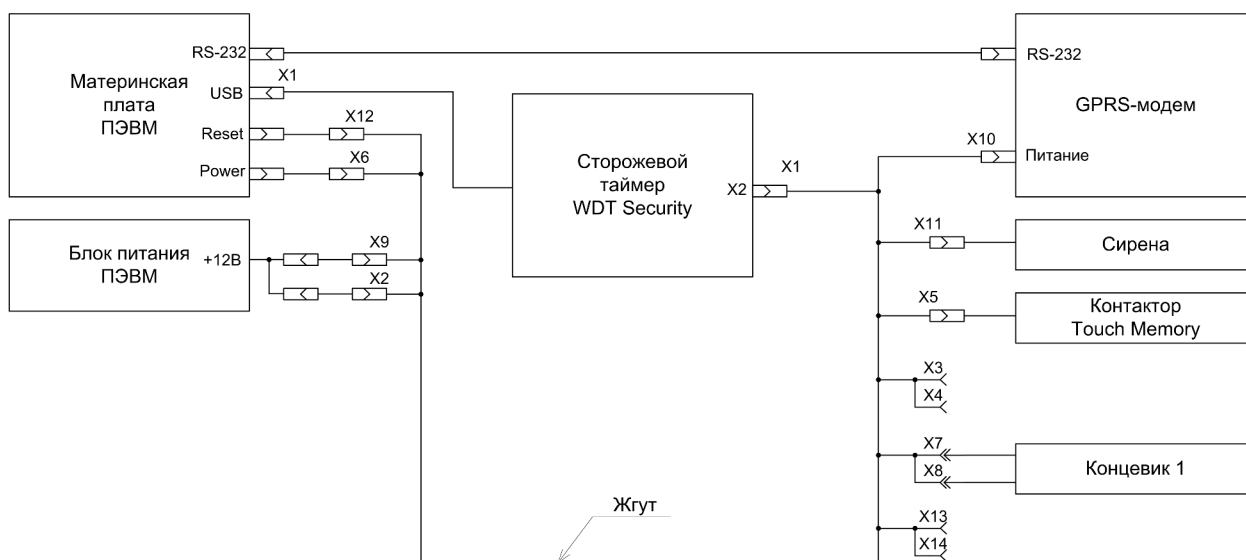 Материнская
плата
ПЭВМ
RS-232
USB
Reset
Power
X1
X12
X6
Блок питания
ПЭВМ
+12В
X9
X2
Сторожевой
таймер
WDT Security
X2
X1
RS-232
GPRS-модем
X10
Питание
X11
Сирена
X5
Контактор
Touch Memory
X3
X4
X7
X8
Концевик 1
X13
X14
Жгут